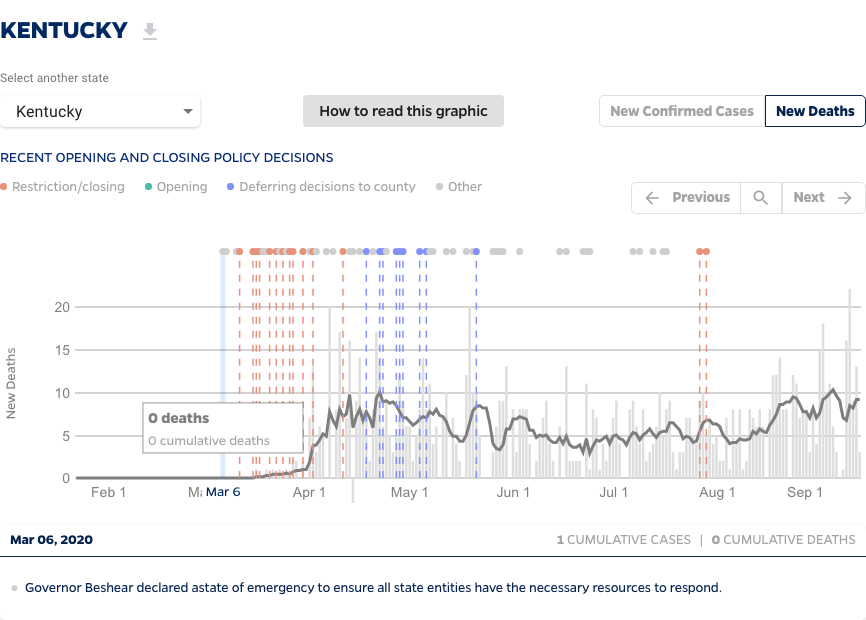 KENTUCKY
Select another state
Kentucky
How to read this graphic
New Confirmed Cases
New Deaths
RECENT OPENING AND CLOSING POLICY DECISIONS
Restriction/closing
Opening
Deferring decisions to county
Other
Previous
Next
20
15
10
5
0
New Deaths
0 deaths
0 cumulative deaths
Feb 1
Mar 6
Apr 1
May 1
Jun 1
Jul 1
Aug 1
Sep 1
Mar 06, 2020
1 CUMULATIVE CASES | 0 CUMULATIVE DEATHS
Governor Beshear declared astate of emergency to ensure all state entities have the necessary resources to respond.